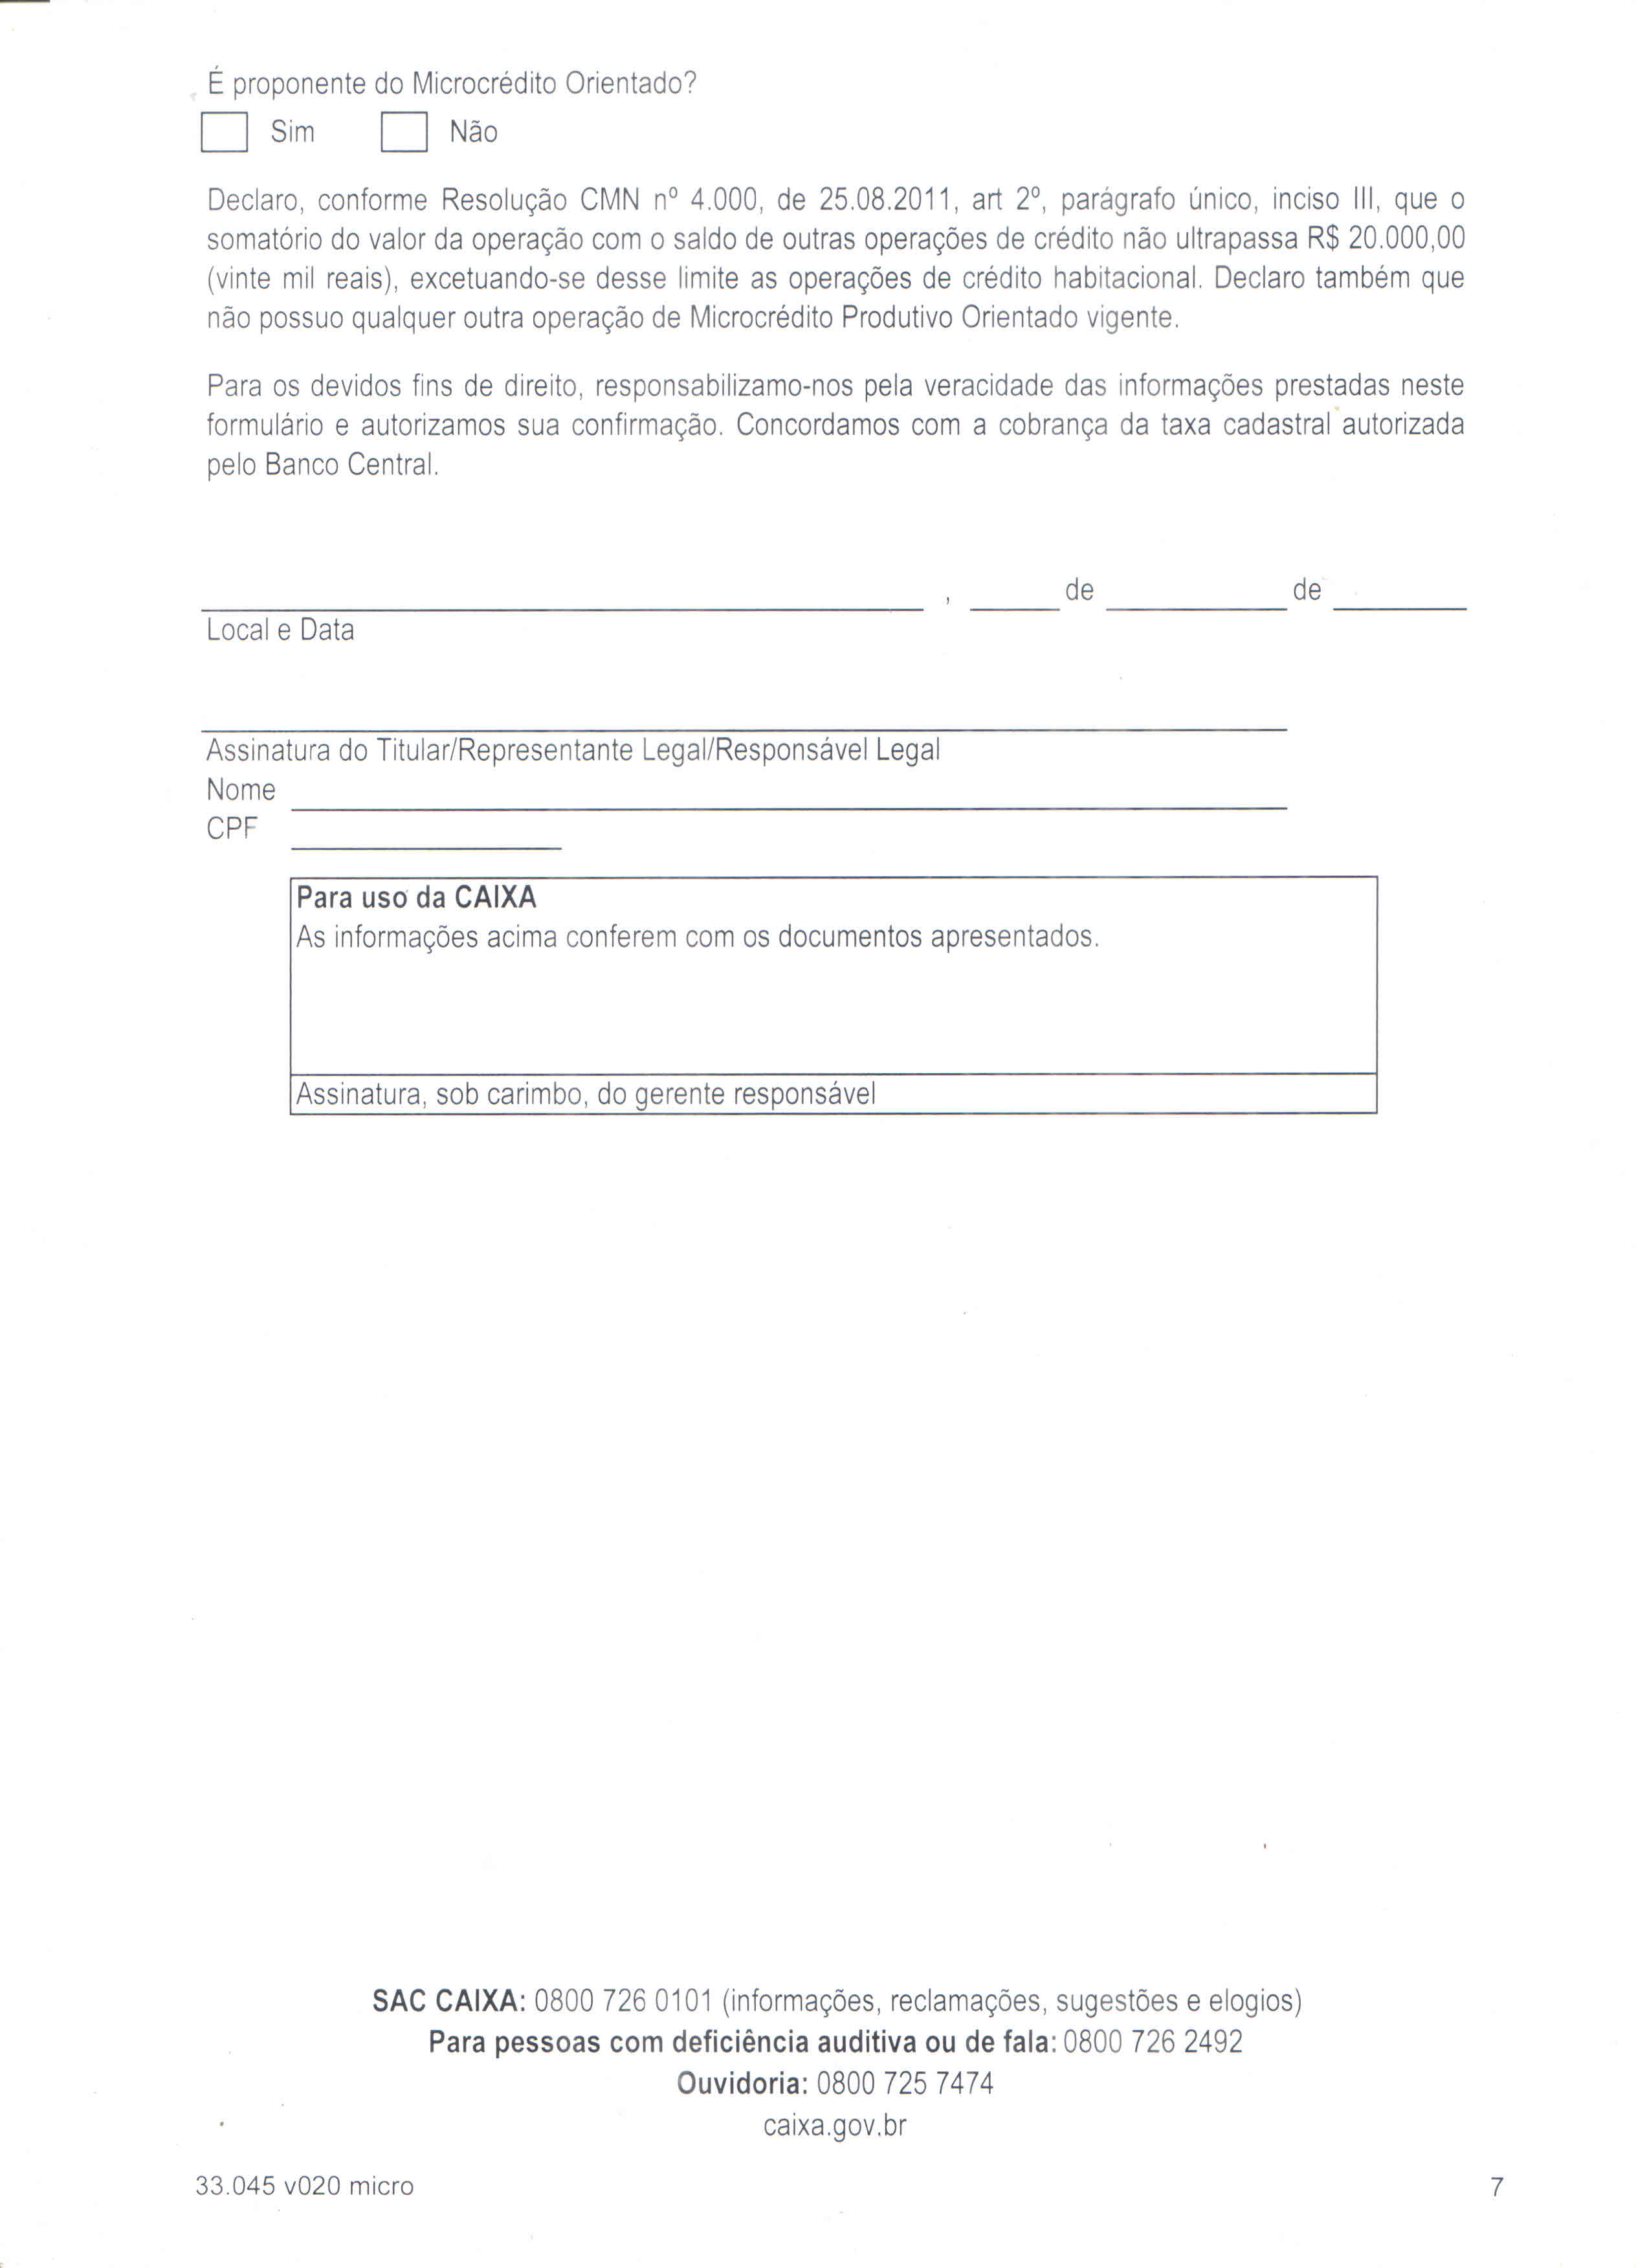 É proponente do Microcrédito Orientado?
Sim Não
Declaro, conforme Resolução CMN nº 4.000, de 25.08.2011, art 2º, parágrafo único, inciso III, que o
somatório do valor da operação com o saldo de outras operações de crédito não ultrapassa R$ 20.000,00
(vinte mil reais), excetuando-se desse limite as operações de crédito habitacional. Declaro também que
não possuo qualquer outra operação de Microcrédito Produtivo Orientado vigente.
Para os devidos fins de direito, responsabilizamo-nos pela veracidade das informações prestadas neste
formulário e autorizamos sua confirmação. Concordamos com a cobrança da taxa cadastral autorizada
pelo Banco Central.
, de de
Local e Data
Assinatura do Titular/Representante Legal/Responsável Legal
Nome
CPF
Para uso da CAIXA
As informações acima conferem com os documentos apresentados.
Assinatura, sob carimbo, do gerente responsável
SAC CAIXA: 0800 726 0101 (informações, reclamações, sugestões e elogios)
Para pessoas com deficiência auditiva ou de fala: 0800 726 2492
Ouvidoria: 0800 725 7474
caixa.gov.br
33.045 v020 micro 7